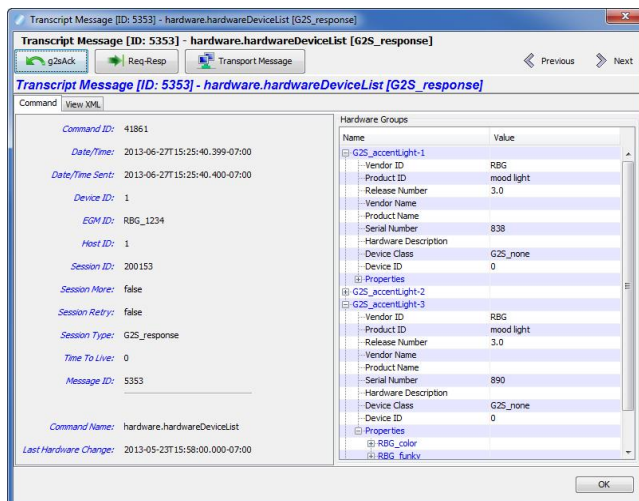 Transcript Message [ID: 5353] - hardware.hardwareDeviceList [G2S_response]
Transcript Message [ID: 5353] - hardware.hardwareDeviceList [G2S_response]
g2sAck Req-Resp Transport Message Previous Next
Transcript Message [ID: 5353] - hardware.hardwareDeviceList [G2S_response]
Command View XML
Command ID: 41861
Date/Time: 2013-06-27T15:25:40.399-07:00
Date/Time Sent: 2013-06-27T15:25:40.400-07:00
Device ID: 1
EGM ID: RBG_1234
Host ID: 1
Session ID: 200153
Session More: false
Session Retry: false
Session Type: G2S_response
Time To Live: 0
Message ID: 5353
Command Name: hardware.hardwareDeviceList
Last Hardware Change: 2013-05-23T15:58:00.000-07:00
Hardware Groups
Name Value
G2S_accentLight-1
Vendor ID RBG
Product ID mood light
Release Number 3.0
Vendor Name
Product Name
Serial Number 838
Hardware Description
Device Class G2S_none
Device ID 0
Properties
G2S_accentLight-2
G2S_accentLight-3
Vendor ID RBG
Product ID mood light
Release Number 3.0
Vendor Name
Product Name
Serial Number 890
Hardware Description
Device Class G2S_none
Device ID 0
Properties
RBG_color
RBG_funky
OK